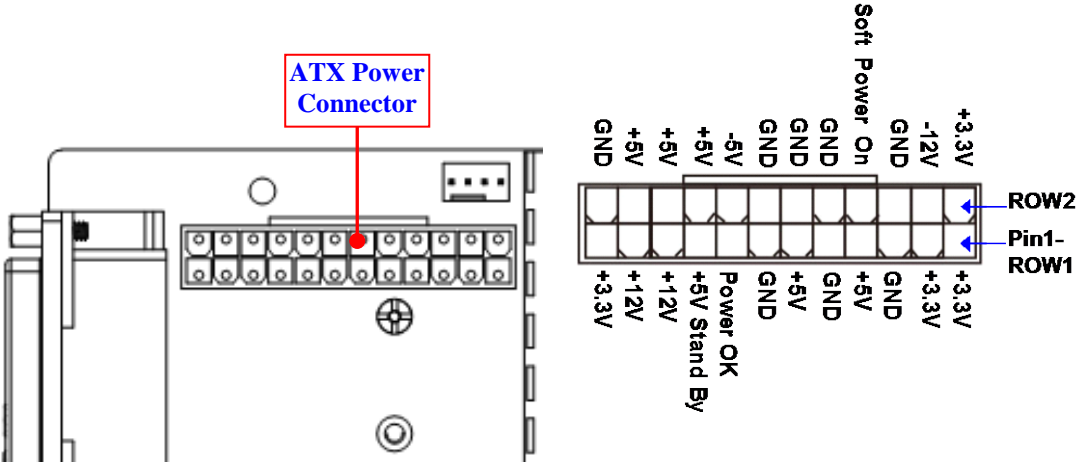 ATX Power
Connector
GND
+5V
+5V
+5V
-5V
GND
GND
GND
Soft Power On
GND
-12V
+3.3V
ROW2
Pin1-
ROW1
+3.3V
+12V
+12V
+5V Stand By
Power OK
GND
+5V
GND
+5V
GND
+3.3V
+3.3V